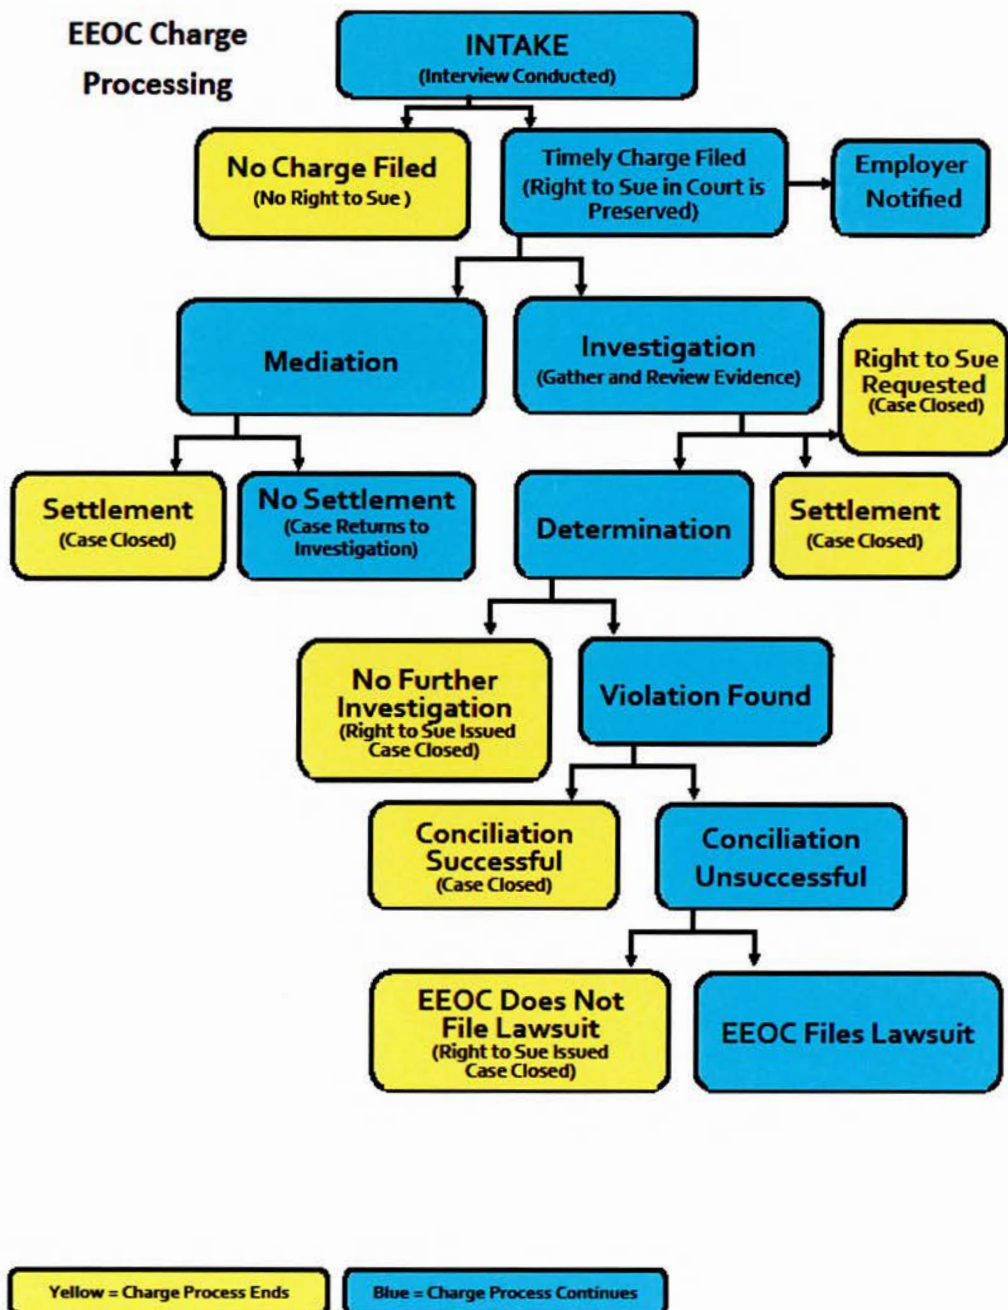 EEOC Charge
Processing
INTAKE
(Interview Conducted)
No Charge Filed
(No Right to Sue )
Timely Charge Filed
(Right to Sue in Court is
Preserved)
Employer
Notified
Mediation
Investigation
(Gather and Review Evidence)
Right to Sue
Requested
(Case Closed)
Settlement
(Case Closed)
No Settlement
(Case Returns to
Investigation)
Determination
Settlement
(Case Closed)
No Further
Investigation
(Right to Sue Issued
Case Closed)
Violation Found
Conciliation
Successful
(Case Closed)
Conciliation
Unsuccessful
EEOC Does Not
File Lawsuit
(Right to Sue Issued
Case Closed)
EEOC Files Lawsuit
Yellow = Charge Process Ends
Blue = Charge Process Continues